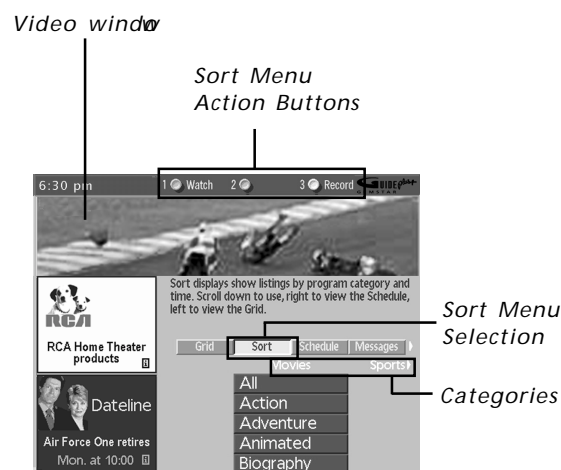 Video window
Sort Menu
Action Buttons
6:30 pm
1 Watch 2 3 Record GUIDE Plus+
GEMSTAR
Sort displays show listings by program category and
time. Scroll down to use, right to view the Schedule,
left to view the Grid.
RCA
RCA Home Theater
products i
Grid Sort Schedule Messages
Movies Sports
Sort Menu
Selection
Categories
All
Action
Adventure
Animated
Biography
Dateline
Air Force One retires
Mon. at 10:00 i